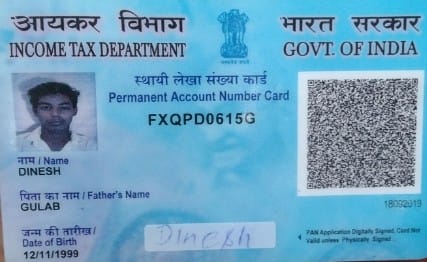 आयकर विभाग
INCOME TAX DEPARTMENT
भारत सरकार
GOVT. OF INDIA
स्थायी लेखा संख्या कार्ड
Permanent Account Number Card
FXQPD0615G
नाम / Name
DINESH
पिता का नाम / Father's Name
GULAB
जन्म की तारीख /
Date of Birth
12/11/1999
Dinesh
18092019
PAN Application Digitally Signed, Card Not
Valid unless Physically Signed